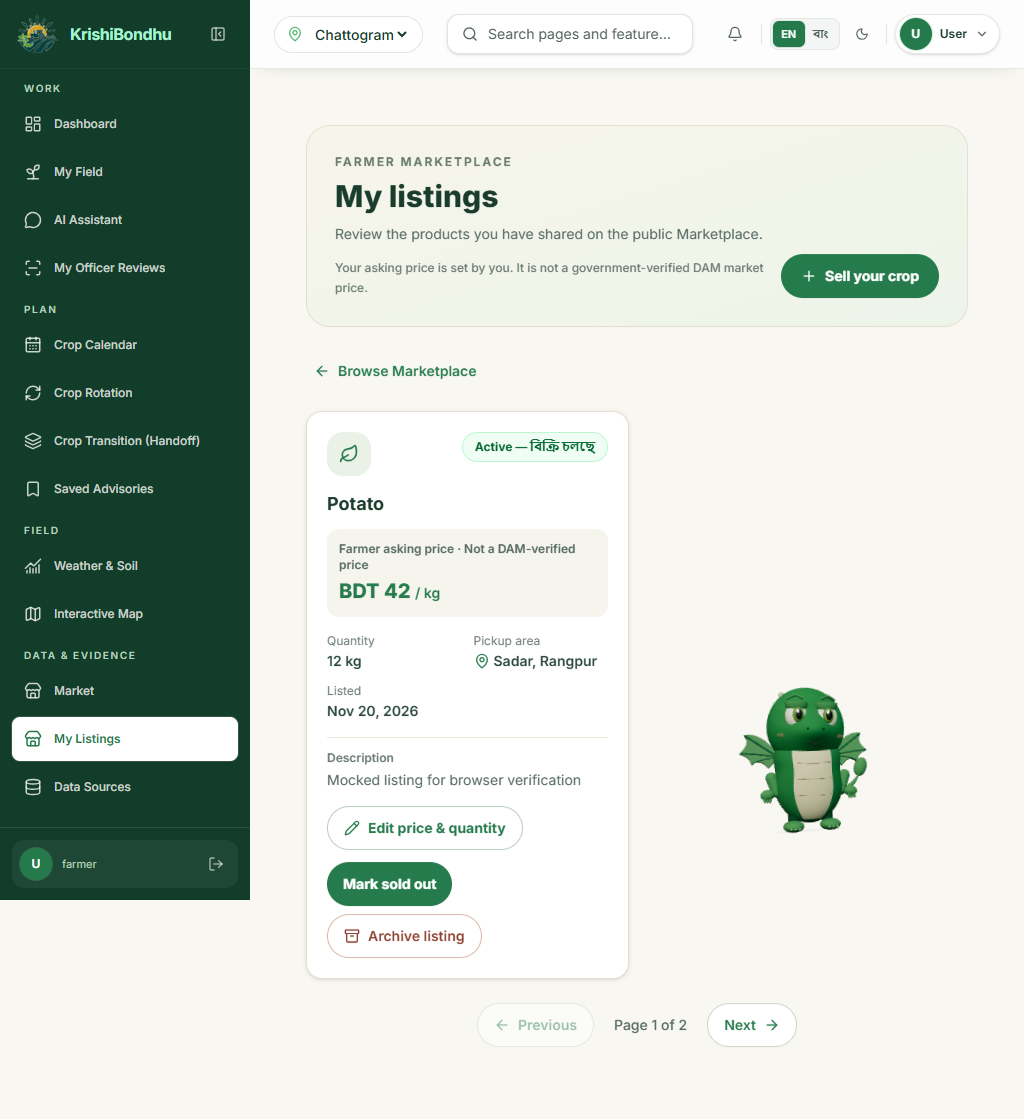 KrishiBondhu
WORK
Dashboard
My Field
AI Assistant
My Officer Reviews
PLAN
Crop Calendar
Crop Rotation
Crop Transition (Handoff)
Saved Advisories
FIELD
Weather & Soil
Interactive Map
DATA & EVIDENCE
Market
My Listings
Data Sources
U farmer
Chattogram
Search pages and feature...
EN বাং
U User
FARMER MARKETPLACE
My listings
Review the products you have shared on the public Marketplace.
Your asking price is set by you. It is not a government-verified DAM market
price.
Sell your crop
Browse Marketplace
Active — বিক্রি চলছে
Potato
Farmer asking price · Not a DAM-verified
price
BDT 42 / kg
Quantity
12 kg
Pickup area
Sadar, Rangpur
Listed
Nov 20, 2026
Description
Mocked listing for browser verification
Edit price & quantity
Mark sold out
Archive listing
Previous Page 1 of 2 Next